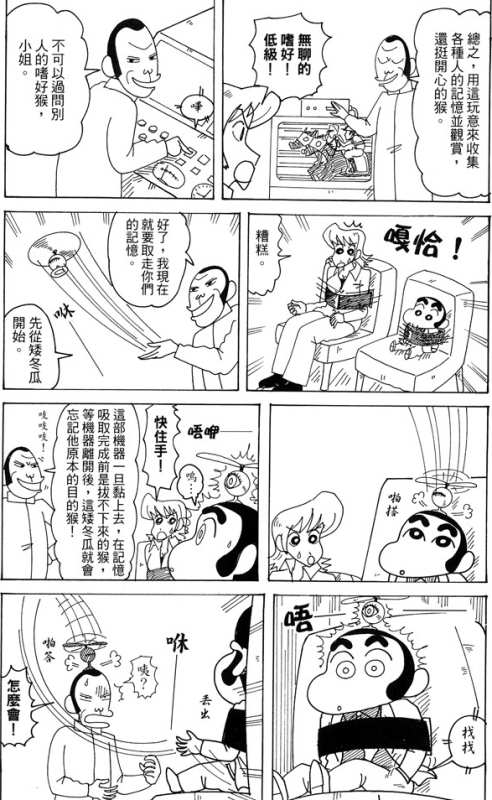 總之，用這玩意來收集
各種人的記憶並觀賞，
還挺開心的猴。
無聊的
嗜好！
低級！
嗶
不可以過問別
人的嗜好猴，
小姐。
嘎恰！
糟糕。
好了，我現在
就要取走你們
的記憶。
咻
先從矮冬瓜
開始。
啪搭
唔咿——
嗚
快住手！
這部機器一旦黏上去，在記憶
吸取完成前是拔不下來的猴，
等機器離開後，這矮冬瓜就會
忘記他原本的目的猴！
吱吱吱！
唔
找找
丟出
咻
咦？
啪答
怎麼會！